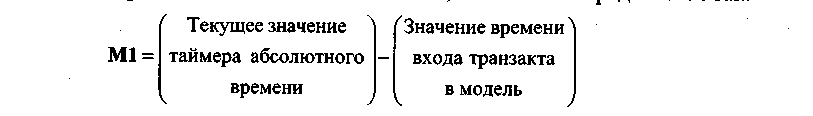 M1 = ( Текущее значение таймера абсолютного времени ) – ( Значение времени входа транзакта в модель )